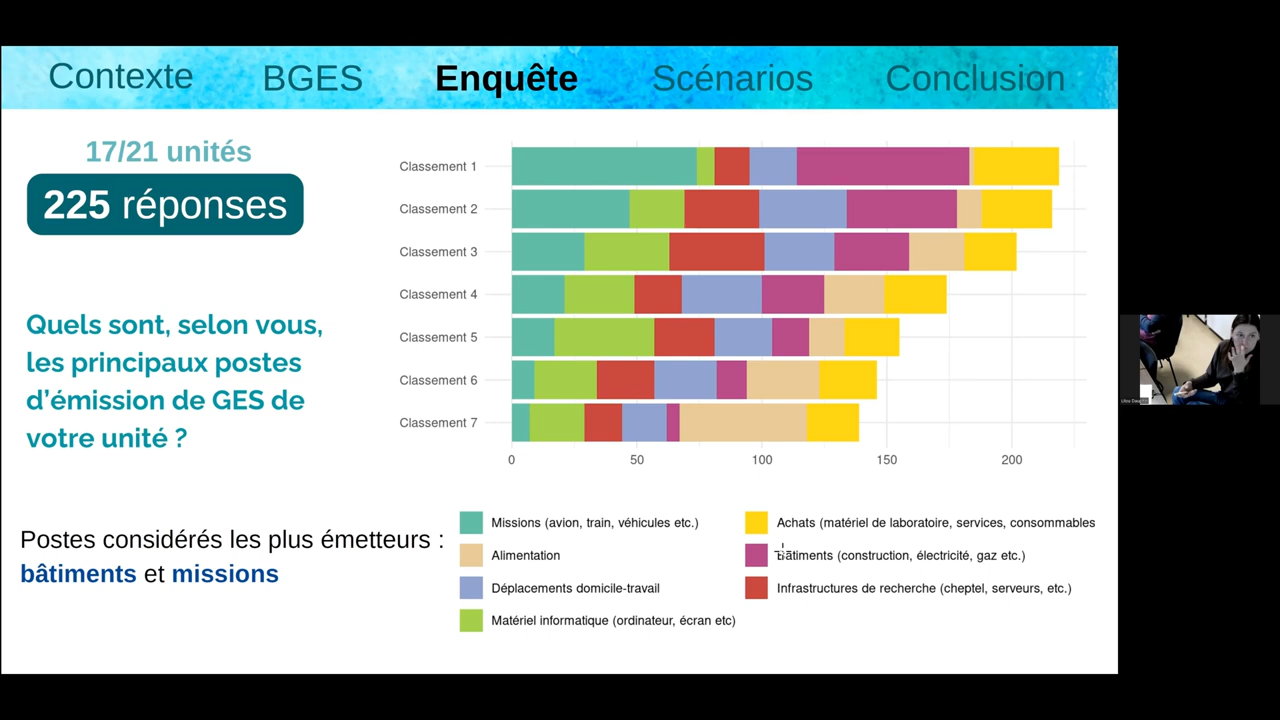 Contexte
BGES
Enquête
Scénarios
Conclusion
17/21 unités
225 réponses
Quels sont, selon vous,
les principaux postes
d’émission de GES de
votre unité ?
Postes considérés les plus émetteurs :
bâtiments et missions
Classement 1
Classement 2
Classement 3
Classement 4
Classement 5
Classement 6
Classement 7
0 50 100 150 200
Missions (avion, train, véhicules etc.)
Alimentation
Déplacements domicile-travail
Matériel informatique (ordinateur, écran etc)
Achats (matériel de laboratoire, services, consommables
Bâtiments (construction, électricité, gaz etc.)
Infrastructures de recherche (cheptel, serveurs, etc.)